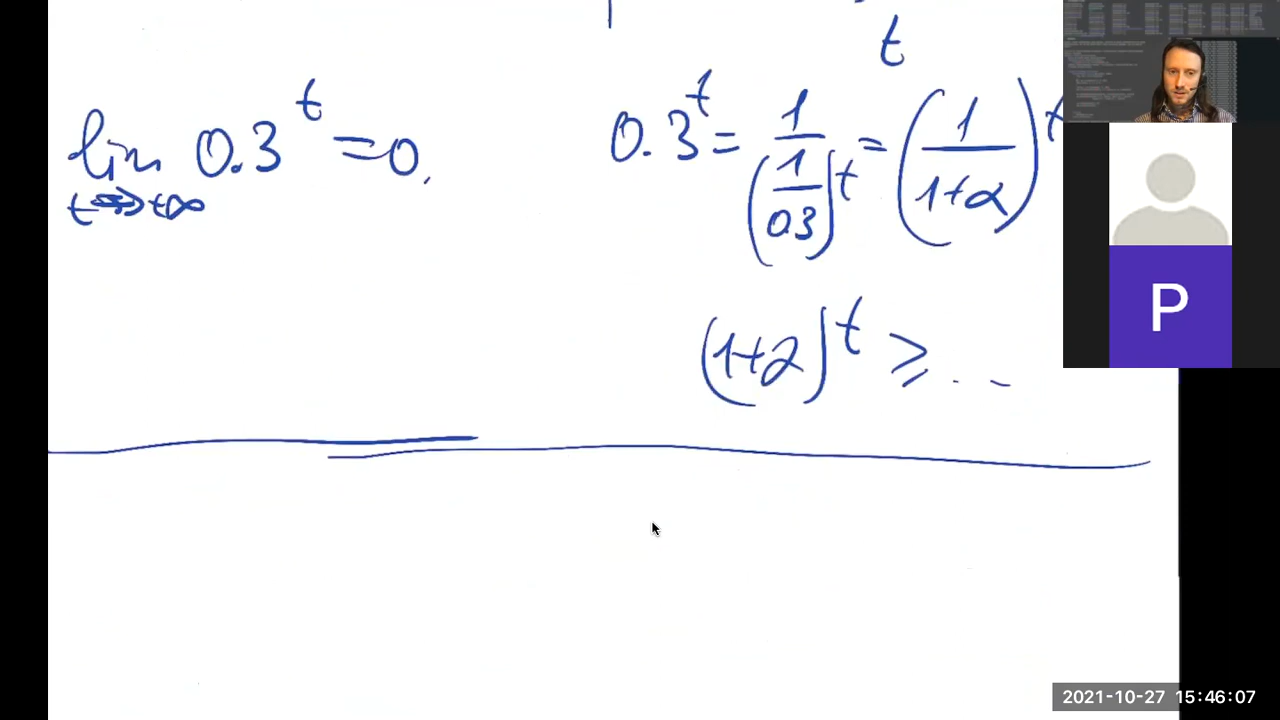 t
lim 0.3^t = 0.
t→+∞
0.3^t = 1/(1/0.3)^t = (1/(1+α))^t
(1+α)^t ≥ . . .
P
2021-10-27 15:46:07